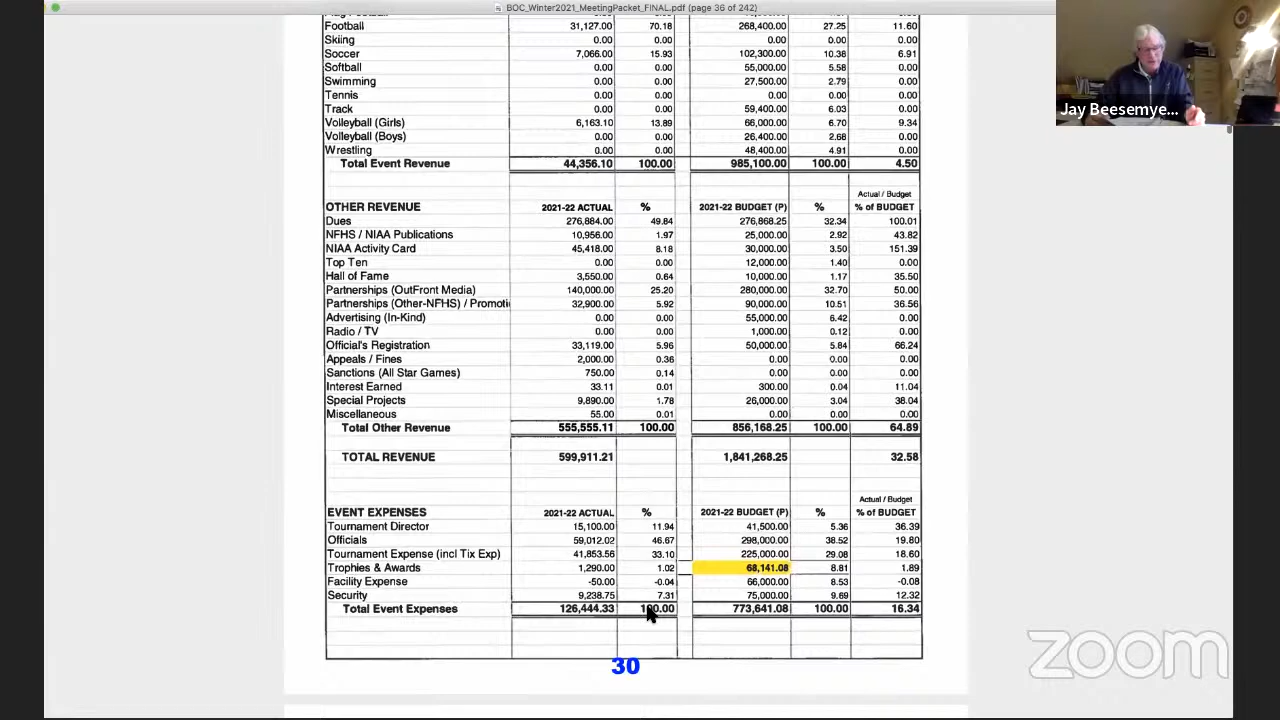 BOC_Winter2021_MeetingPacket_FINAL.pdf (page 36 of 242)
Football 31,127.00 70.18 268,400.00 27.25 11.60
Skiing 0.00 0.00 0.00 0.00 0.00
Soccer 7,066.00 15.93 102,300.00 10.38 6.91
Softball 0.00 0.00 55,000.00 5.58 0.00
Swimming 0.00 0.00 27,500.00 2.79 0.00
Tennis 0.00 0.00 0.00 0.00 0.00
Track 0.00 0.00 59,400.00 6.03 0.00
Volleyball (Girls) 6,163.10 13.89 66,000.00 6.70 9.34
Volleyball (Boys) 0.00 0.00 26,400.00 2.68 0.00
Wrestling 0.00 0.00 48,400.00 4.91 0.00
Total Event Revenue 44,356.10 100.00 985,100.00 100.00 4.50
Actual / Budget
OTHER REVENUE 2021-22 ACTUAL % 2021-22 BUDGET (P) % % of BUDGET
Dues 276,884.00 49.84 276,868.25 32.34 100.01
NFHS / NIAA Publications 10,956.00 1.97 25,000.00 2.92 43.82
NIAA Activity Card 45,418.00 8.18 30,000.00 3.50 151.39
Top Ten 0.00 0.00 12,000.00 1.40 0.00
Hall of Fame 3,550.00 0.64 10,000.00 1.17 35.50
Partnerships (OutFront Media) 140,000.00 25.20 280,000.00 32.70 50.00
Partnerships (Other-NFHS) / Promoti 32,900.00 5.92 90,000.00 10.51 36.56
Advertising (In-Kind) 0.00 0.00 55,000.00 6.42 0.00
Radio / TV 0.00 0.00 1,000.00 0.12 0.00
Official's Registration 33,119.00 5.96 50,000.00 5.84 66.24
Appeals / Fines 2,000.00 0.36 0.00 0.00 0.00
Sanctions (All Star Games) 750.00 0.14 0.00 0.00 0.00
Interest Earned 33.11 0.01 300.00 0.04 11.04
Special Projects 9,890.00 1.78 26,000.00 3.04 38.04
Miscellaneous 55.00 0.01 0.00 0.00 0.00
Total Other Revenue 555,555.11 100.00 856,168.25 100.00 64.89
TOTAL REVENUE 599,911.21 1,841,268.25 32.58
Actual / Budget
EVENT EXPENSES 2021-22 ACTUAL % 2021-22 BUDGET (P) % % of BUDGET
Tournament Director 15,100.00 11.94 41,500.00 5.36 36.39
Officials 59,012.02 46.67 298,000.00 38.52 19.80
Tournament Expense (incl Tix Exp) 41,853.56 33.10 225,000.00 29.08 18.60
Trophies & Awards 1,290.00 1.02 68,141.08 8.81 1.89
Facility Expense -50.00 -0.04 66,000.00 8.53 -0.08
Security 9,238.75 7.31 75,000.00 9.69 12.32
Total Event Expenses 126,444.33 100.00 773,641.08 100.00 16.34
30
Jay Beesemye...
zoom